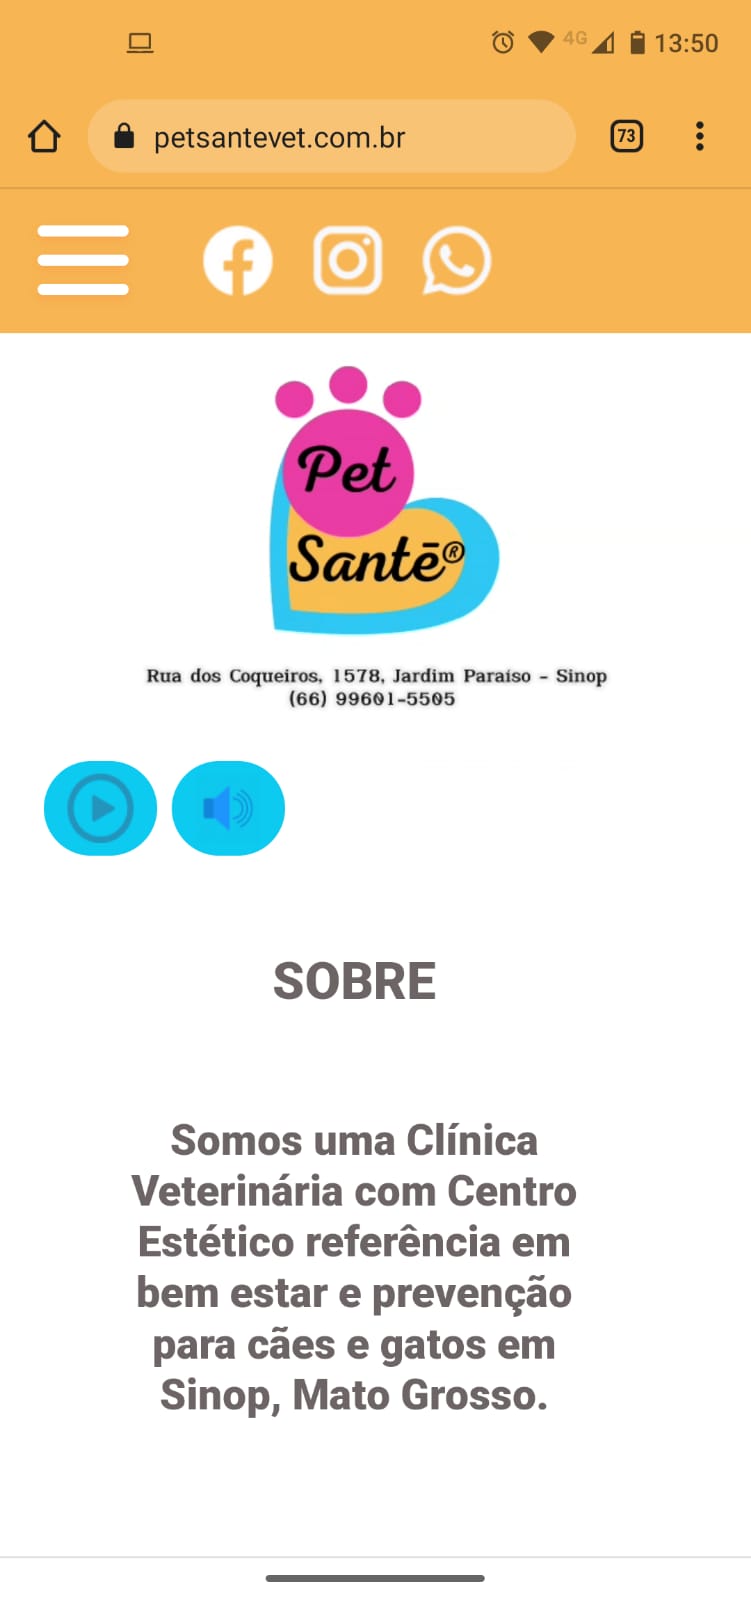 4G 13:50
petsantevet.com.br 73
Pet
Santē®
Rua dos Coqueiros, 1578, Jardim Paraíso - Sinop
(66) 99601-5505
SOBRE
Somos uma Clínica
Veterinária com Centro
Estético referência em
bem estar e prevenção
para cães e gatos em
Sinop, Mato Grosso.